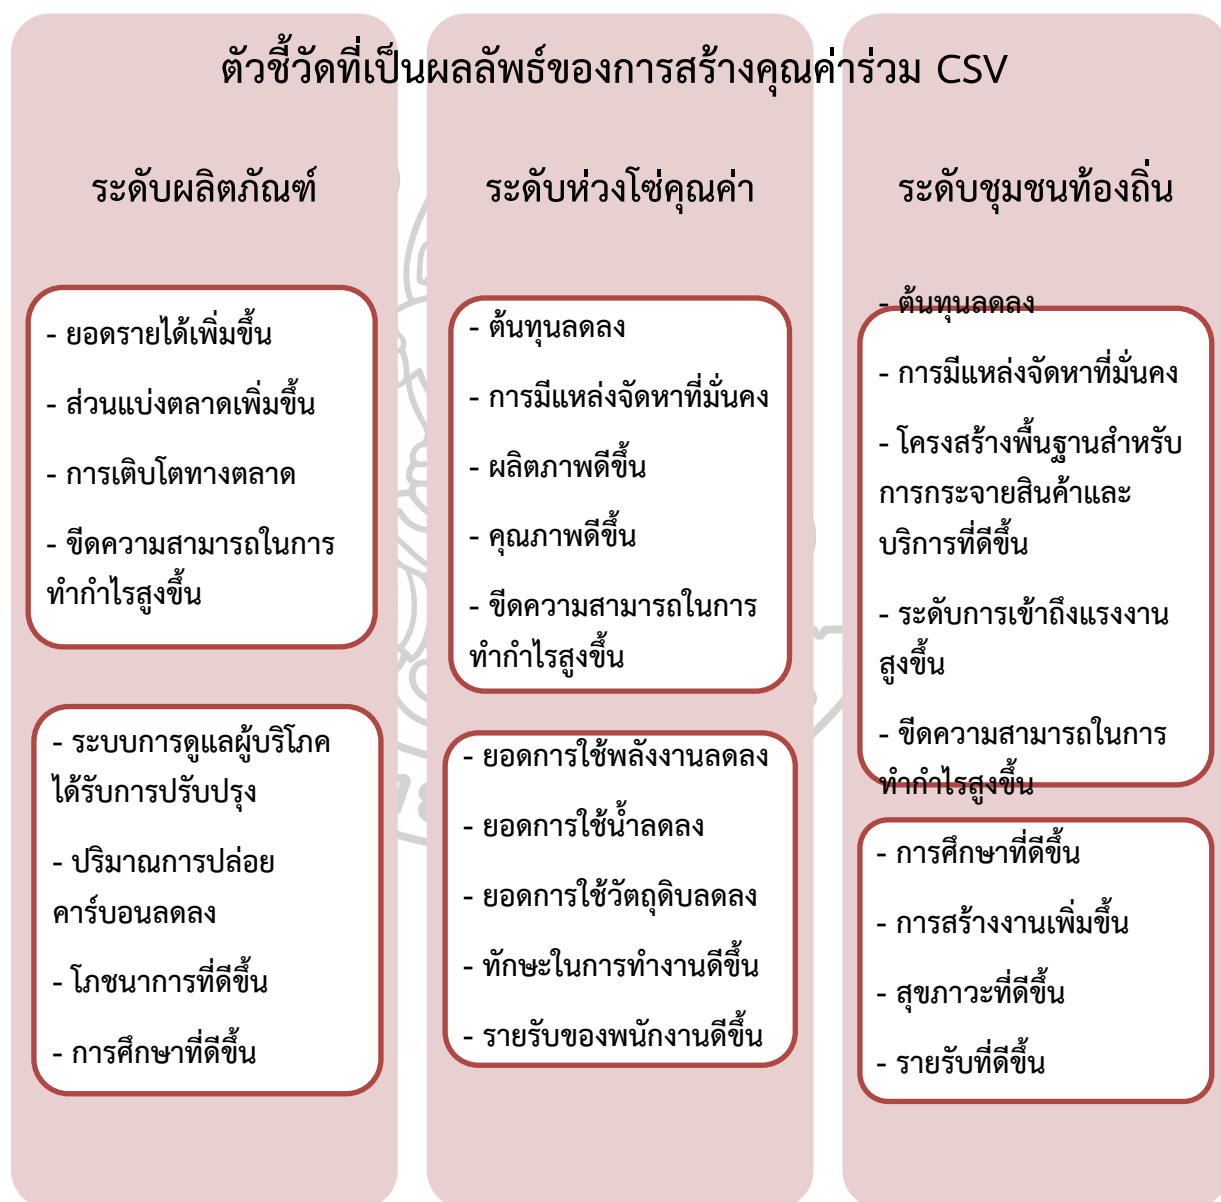 ตัวชี้วัดที่เป็นผลลัพธ์ของการสร้างคุณค่าร่วม CSV
ระดับผลิตภัณฑ์
- ยอดรายได้เพิ่มขึ้น
- ส่วนแบ่งตลาดเพิ่มขึ้น
- การเติบโตทางตลาด
- ขีดความสามารถในการ
ทำกำไรสูงขึ้น
- ระบบการดูแลผู้บริโภค
ได้รับการปรับปรุง
- ปริมาณการปล่อย
คาร์บอนลดลง
- โภชนาการที่ดีขึ้น
- การศึกษาที่ดีขึ้น
ระดับห่วงโซ่คุณค่า
- ต้นทุนลดลง
- การมีแหล่งจัดหาที่มั่นคง
- ผลิตภาพดีขึ้น
- คุณภาพดีขึ้น
- ขีดความสามารถในการ
ทำกำไรสูงขึ้น
- ยอดการใช้พลังงานลดลง
- ยอดการใช้น้ำลดลง
- ยอดการใช้วัตถุดิบลดลง
- ทักษะในการทำงานดีขึ้น
- รายรับของพนักงานดีขึ้น
ระดับชุมชนท้องถิ่น
- ต้นทุนลดลง
- การมีแหล่งจัดหาที่มั่นคง
- โครงสร้างพื้นฐานสำหรับ
การกระจายสินค้าและ
บริการที่ดีขึ้น
- ระดับการเข้าถึงแรงงาน
สูงขึ้น
- ขีดความสามารถในการ
ทำกำไรสูงขึ้น
- การศึกษาที่ดีขึ้น
- การสร้างงานเพิ่มขึ้น
- สุขภาวะที่ดีขึ้น
- รายรับที่ดีขึ้น